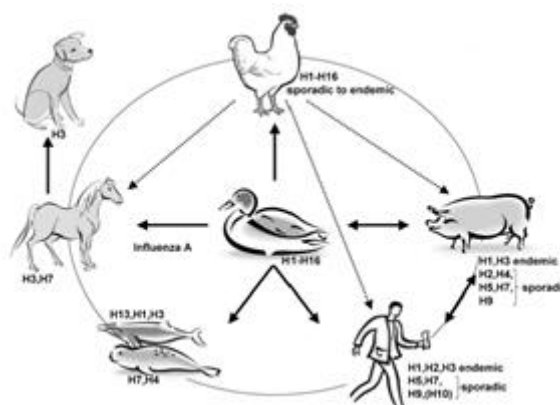 H1-H16
sporadic to endemic
H3
H3,H7
Influenza A
H1-H16
H1,H3 endemic
H2,H4,
H5,H7, sporadic
H9
H13,H1,H3
H7,H4
H1,H2,H3 endemic
H5,H7,
H9,(H10) -sporadic